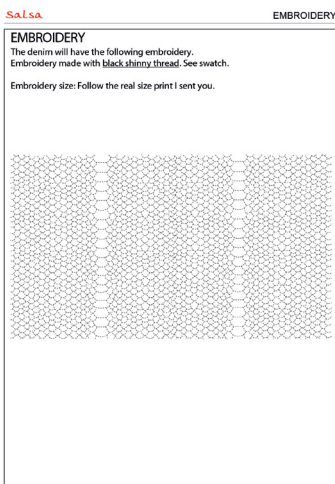 Salsa
EMBROIDERY
EMBROIDERY
The denim will have the following embroidery.
Embroidery made with black shinny thread. See swatch.
Embroidery size: Follow the real size print I sent you.